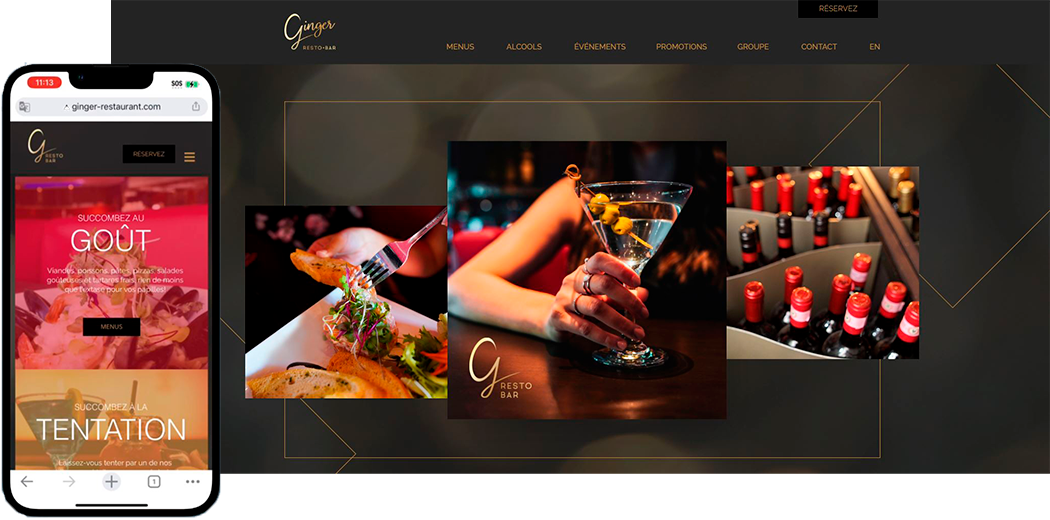 RÉSERVEZ
Ginger
RESTO•BAR
MENUS ALCOOLS ÉVÉNEMENTS PROMOTIONS GROUPE CONTACT EN
G RESTO
BAR
11:13 SOS
ginger-restaurant.com
G RESTO
BAR
RÉSERVEZ
SUCCOMBEZ AU
GOÛT
Viandes, poissons, pâtes, pizzas, salades
goûteuses et tartares frais, rien de moins
que l'extase pour vos papilles!
MENUS
SUCCOMBEZ À LA
TENTATION
Laissez-vous tenter par un de nos
1